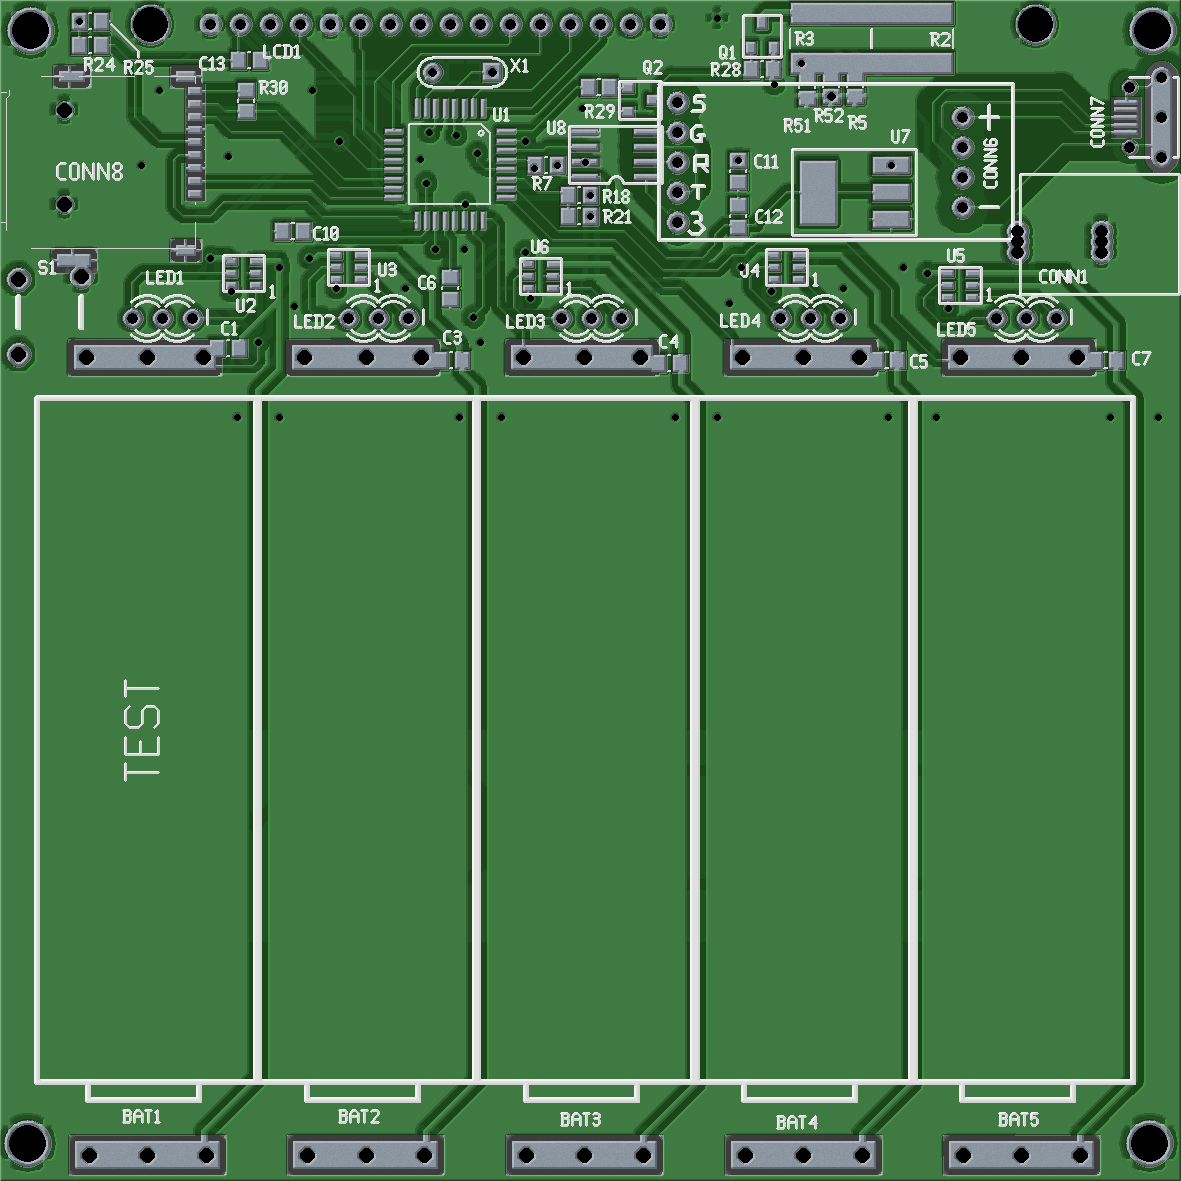 LCD1
R24
R25
C13
X1
Q2
Q1
R28
R3
R2
R30
R29
U1
U8
R51
R52
R5
U7
CONN7
CONN8
S
G
R
T
3
C11
+
CONN6
-
R7
R18
R21
C12
C10
S1
LED1
U2
1
U3
1
C6
U6
1
J4
1
U5
1
CONN1
LED2
LED3
LED4
LED5
C1
C3
C4
C5
C7
TEST
BAT1
BAT2
BAT3
BAT4
BAT5